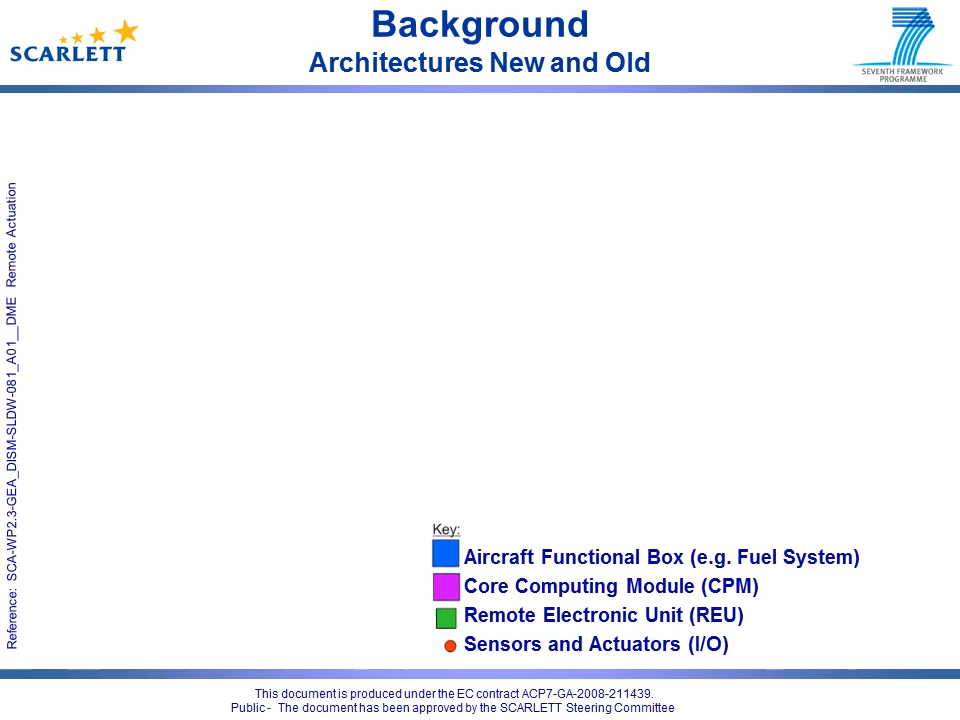 Background
Architectures New and Old
SCARLETT
7
SEVENTH FRAMEWORK
PROGRAMME
Reference: SCA-WP2.3-GEA_DISM-SLDW-081_A01__DME Remote Actuation
Key:
Aircraft Functional Box (e.g. Fuel System)
Core Computing Module (CPM)
Remote Electronic Unit (REU)
Sensors and Actuators (I/O)
This document is produced under the EC contract ACP7-GA-2008-211439.
Public - The document has been approved by the SCARLETT Steering Committee